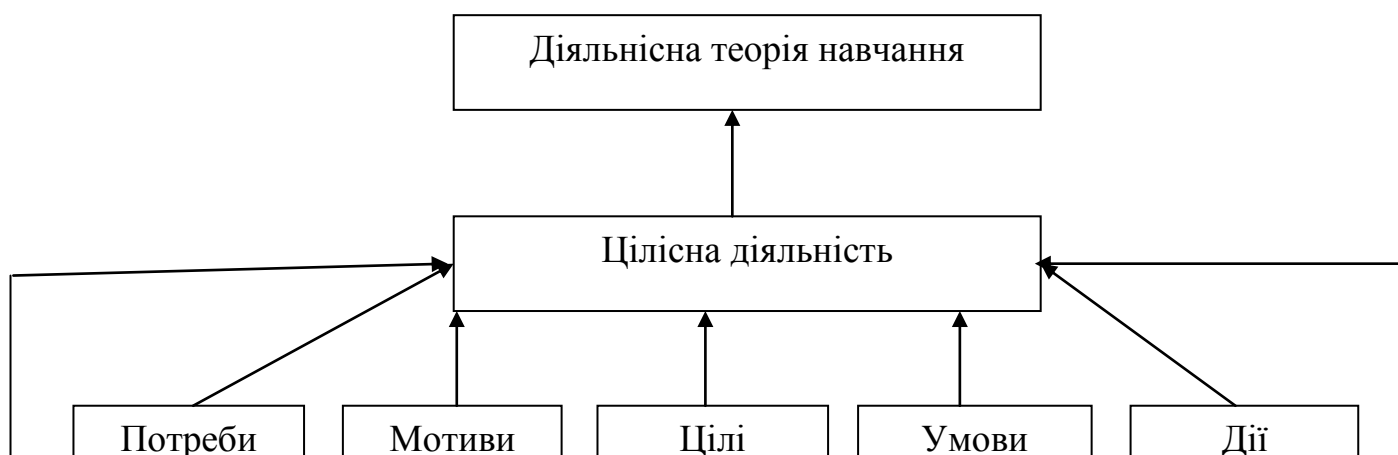 Діяльнісна теорія навчання
Цілісна діяльність
Потреби
Мотиви
Цілі
Умови
Дії